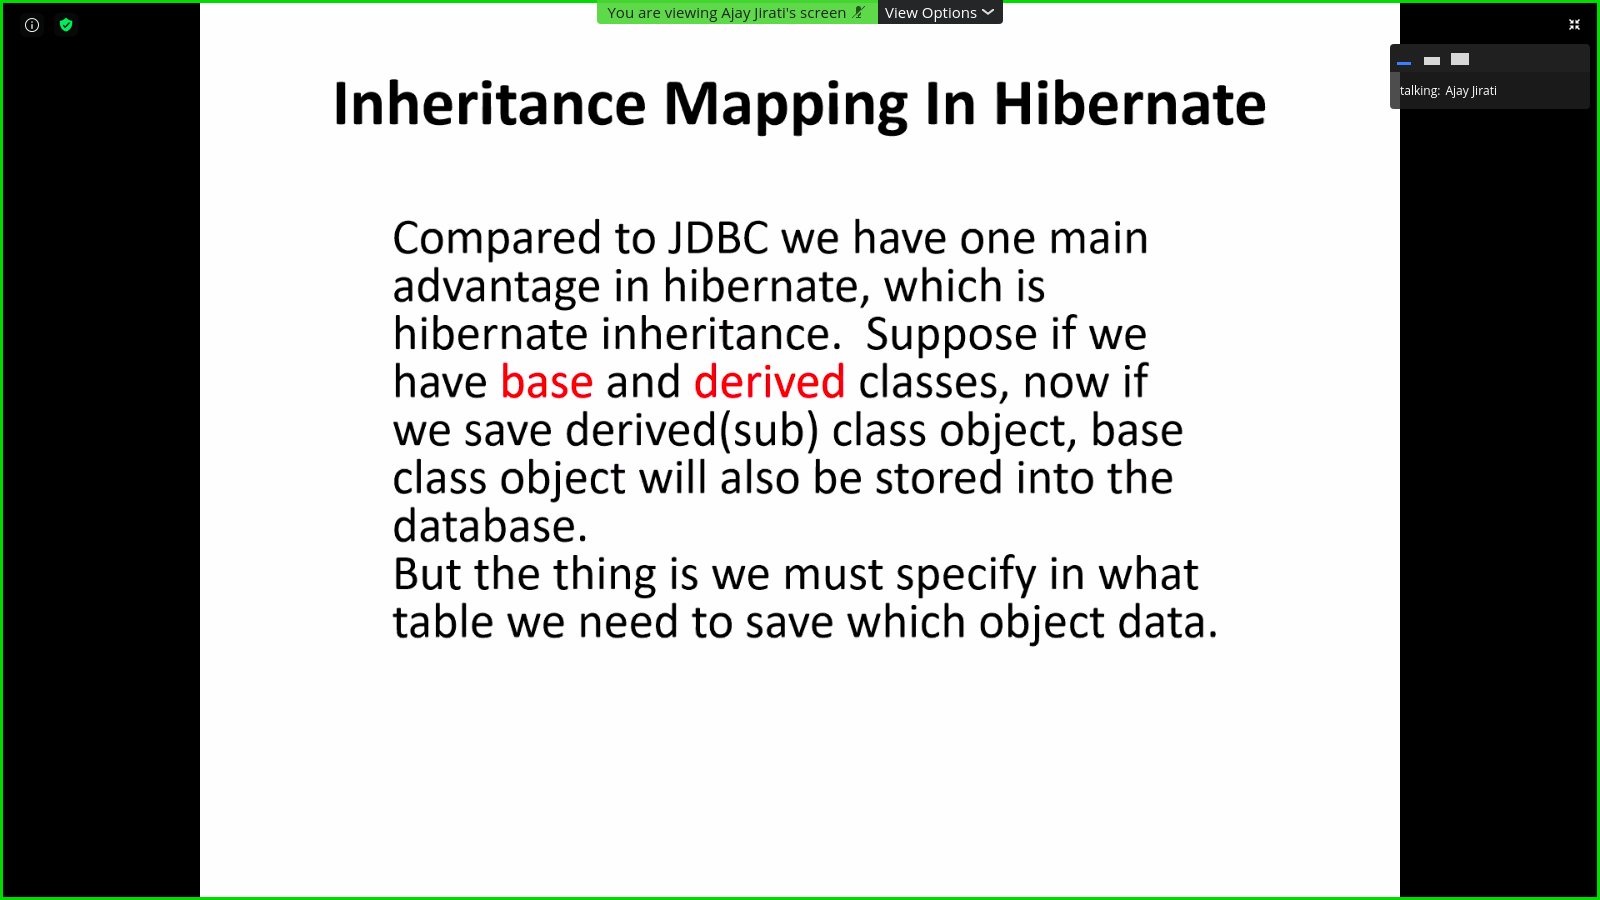 You are viewing Ajay Jirati's screen
View Options
talking: Ajay Jirati
Inheritance Mapping In Hibernate
Compared to JDBC we have one main
advantage in hibernate, which is
hibernate inheritance.  Suppose if we
have base and derived classes, now if
we save derived(sub) class object, base
class object will also be stored into the
database.
But the thing is we must specify in what
table we need to save which object data.